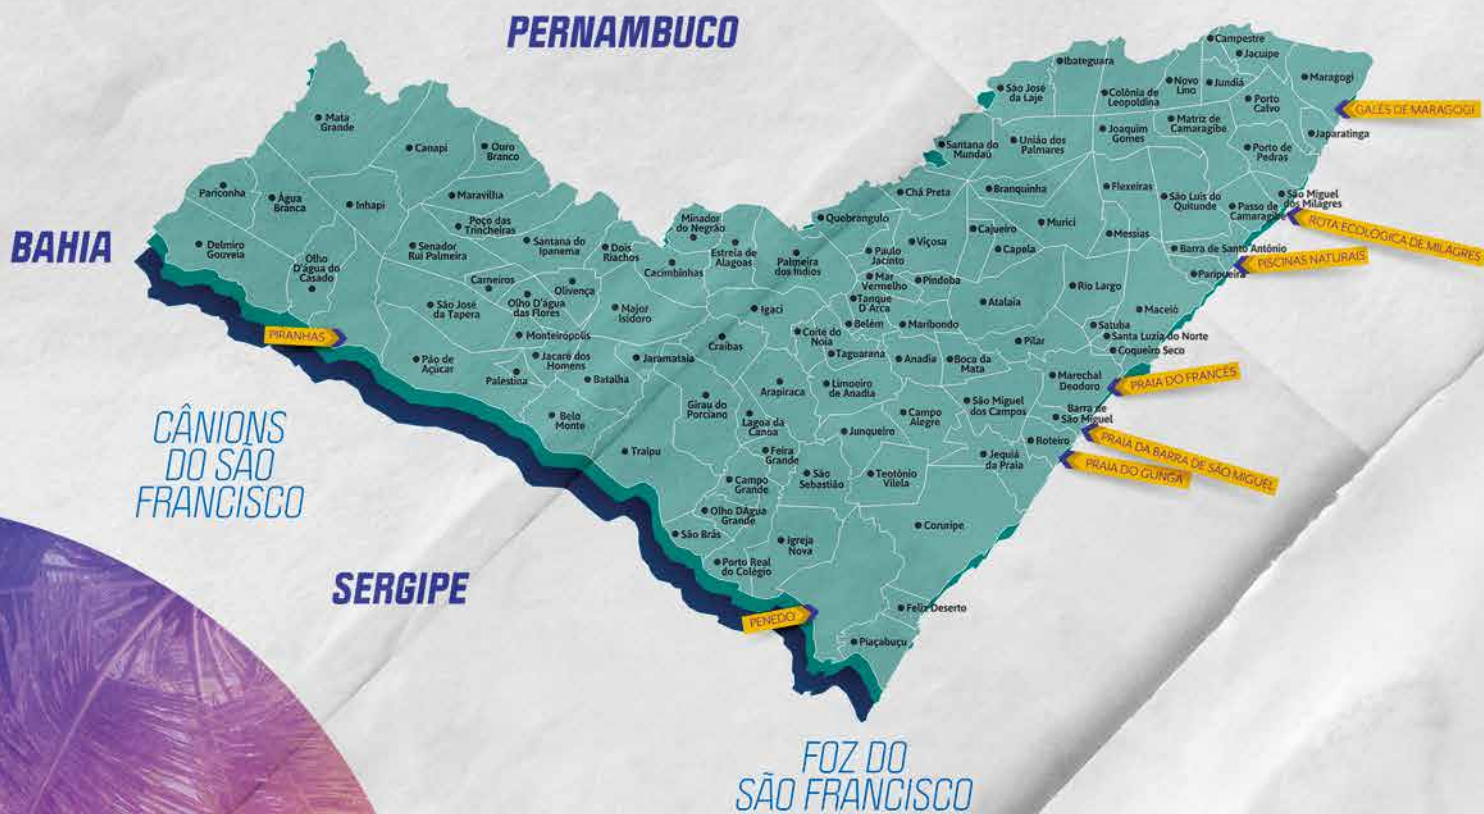 PERNAMBUCO
Campestre
Jacuípe
Ibateguara
Maragogi
Novo
Lino
Jundiá
São José
da Laje
Colônia de
Leopoldina
Porto
Calvo
GALÉS DE MARAGOGI
Mata
Grande
Matriz de
Camaragibe
Joaquim
Gomes
Japaratinga
União dos
Palmares
Santana do
Mundaú
Porto de
Pedras
Canapi
Ouro
Branco
Pariconha
Água
Branca
Inhapi
Maravilha
Chã Preta
Branquinha
Flexeiras
São Luís do
Quitunde
São Miguel
dos Milagres
Passo de
Camaragibe
ROTA ECOLÓGICA DE MILAGRES
Poço das
Trincheiras
Minador
do Negrão
Quebrangulo
Cajueiro
Murici
Messias
BAHIA
Delmiro
Gouveia
Olho
D'água do
Casado
Senador
Rui Palmeira
Santana do
Ipanema
Dois
Riachos
Cacimbinhas
Estrela de
Alagoas
Palmeira
dos Índios
Paulo
Jacinto
Viçosa
Capela
Barra de Santo Antônio
PISCINAS NATURAIS
Paripueira
Carneiros
Olivença
Olho D'água
das Flores
Mar
Vermelho
Pindoba
Rio Largo
São José
da Tapera
Major
Isidoro
Igaci
Tanque
D'Arca
Atalaia
Maceió
PIRANHAS
Monteirópolis
Craíbas
Coité do
Noia
Belém
Maribondo
Satuba
Santa Luzia do Norte
Pilar
Coqueiro Seco
Pão de
Açúcar
Jacaré dos
Homens
Palestina
Batalha
Jaramataia
Taguarana
Anadia
Boca da
Mata
Marechal
Deodoro
PRAIA DO FRANCÊS
Arapiraca
Limoeiro
de Anadia
Girau do
Porciano
São Miguel
dos Campos
Barra de
São Miguel
Belo
Monte
Lagoa da
Canoa
Campo
Alegre
Junqueiro
Roteiro
PRAIA DA BARRA DE SÃO MIGUEL
CÂNIONS
DO SÃO
FRANCISCO
Traipu
Feira
Grande
Jequiá
da Praia
PRAIA DO GUNGA
Campo
Grande
São
Sebastião
Teotônio
Vilela
Olho DÁgua
Grande
São Brás
Coruripe
Igreja
Nova
Porto Real
do Colégio
SERGIPE
PENEDO
Feliz Deserto
Piaçabuçu
FOZ DO
SÃO FRANCISCO